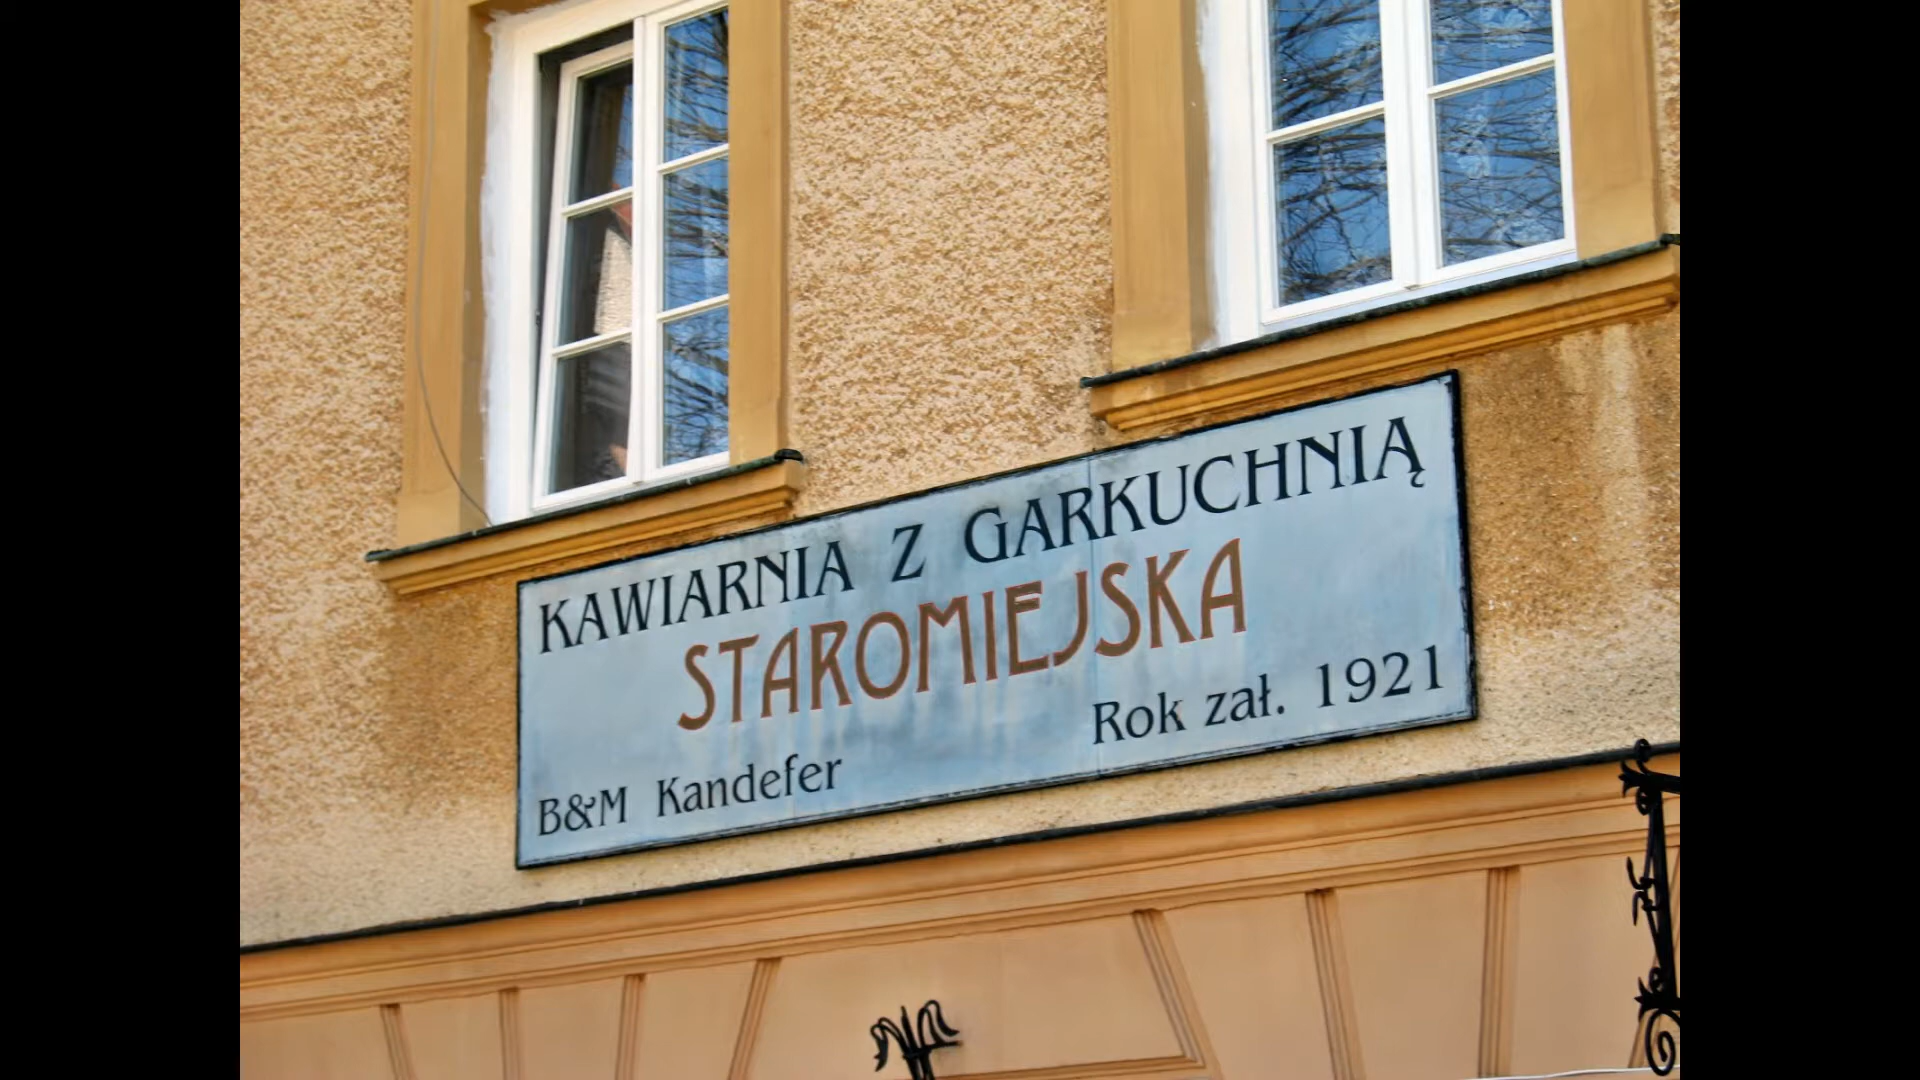 KAWIARNIA Z GARKUCHNIĄ
STAROMIEJSKA
Rok zał. 1921
B&M Kandefer